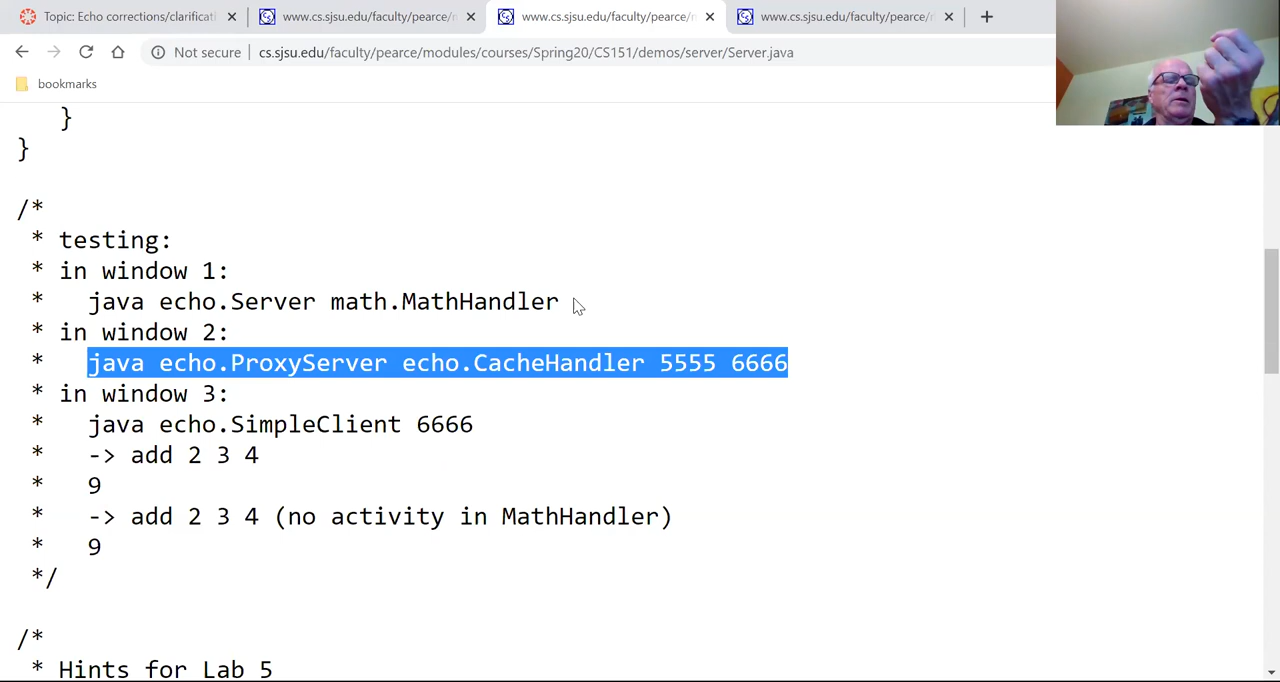 Topic: Echo corrections/clarificati
www.cs.sjsu.edu/faculty/pearce/
www.cs.sjsu.edu/faculty/pearce/
www.cs.sjsu.edu/faculty/pearce/
Not secure
cs.sjsu.edu/faculty/pearce/modules/courses/Spring20/CS151/demos/server/Server.java
bookmarks
}
}
/*
* testing:
* in window 1:
* java echo.Server math.MathHandler
* in window 2:
* java echo.ProxyServer echo.CacheHandler 5555 6666
* in window 3:
* java echo.SimpleClient 6666
* -> add 2 3 4
* 9
* -> add 2 3 4 (no activity in MathHandler)
* 9
*/
/*
* Hints for Lab 5